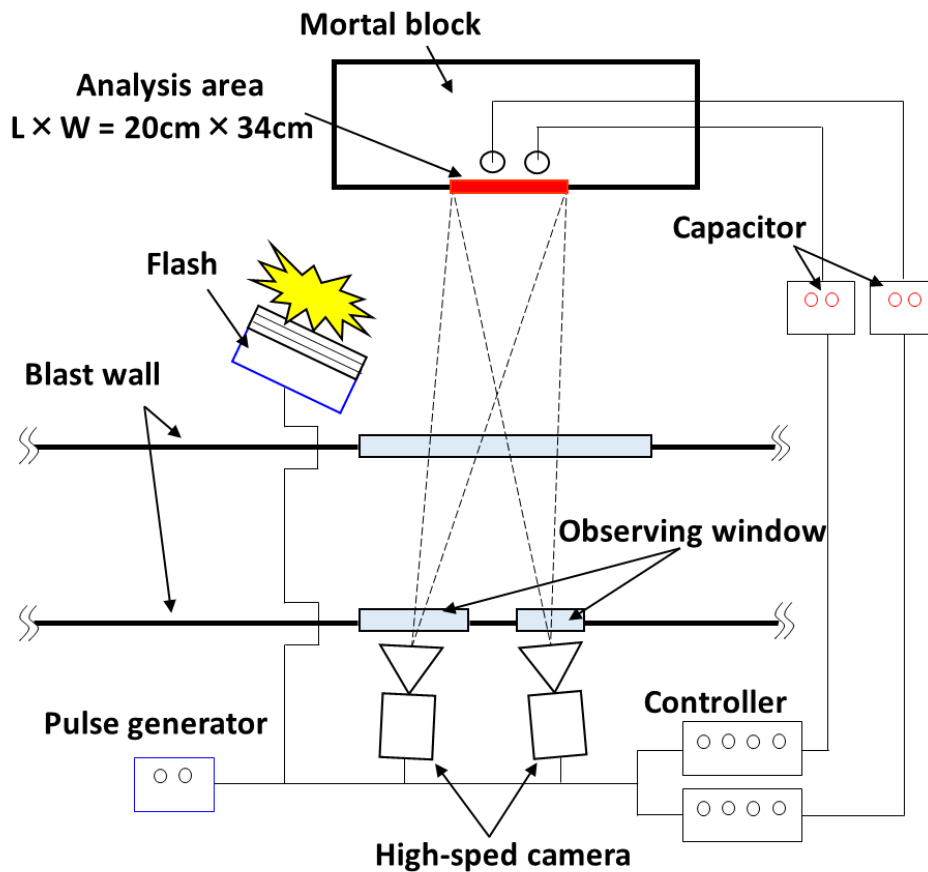 Mortal block
Analysis area
L × W = 20cm × 34cm
Capacitor
Flash
Blast wall
Observing window
Pulse generator
Controller
High-sped camera